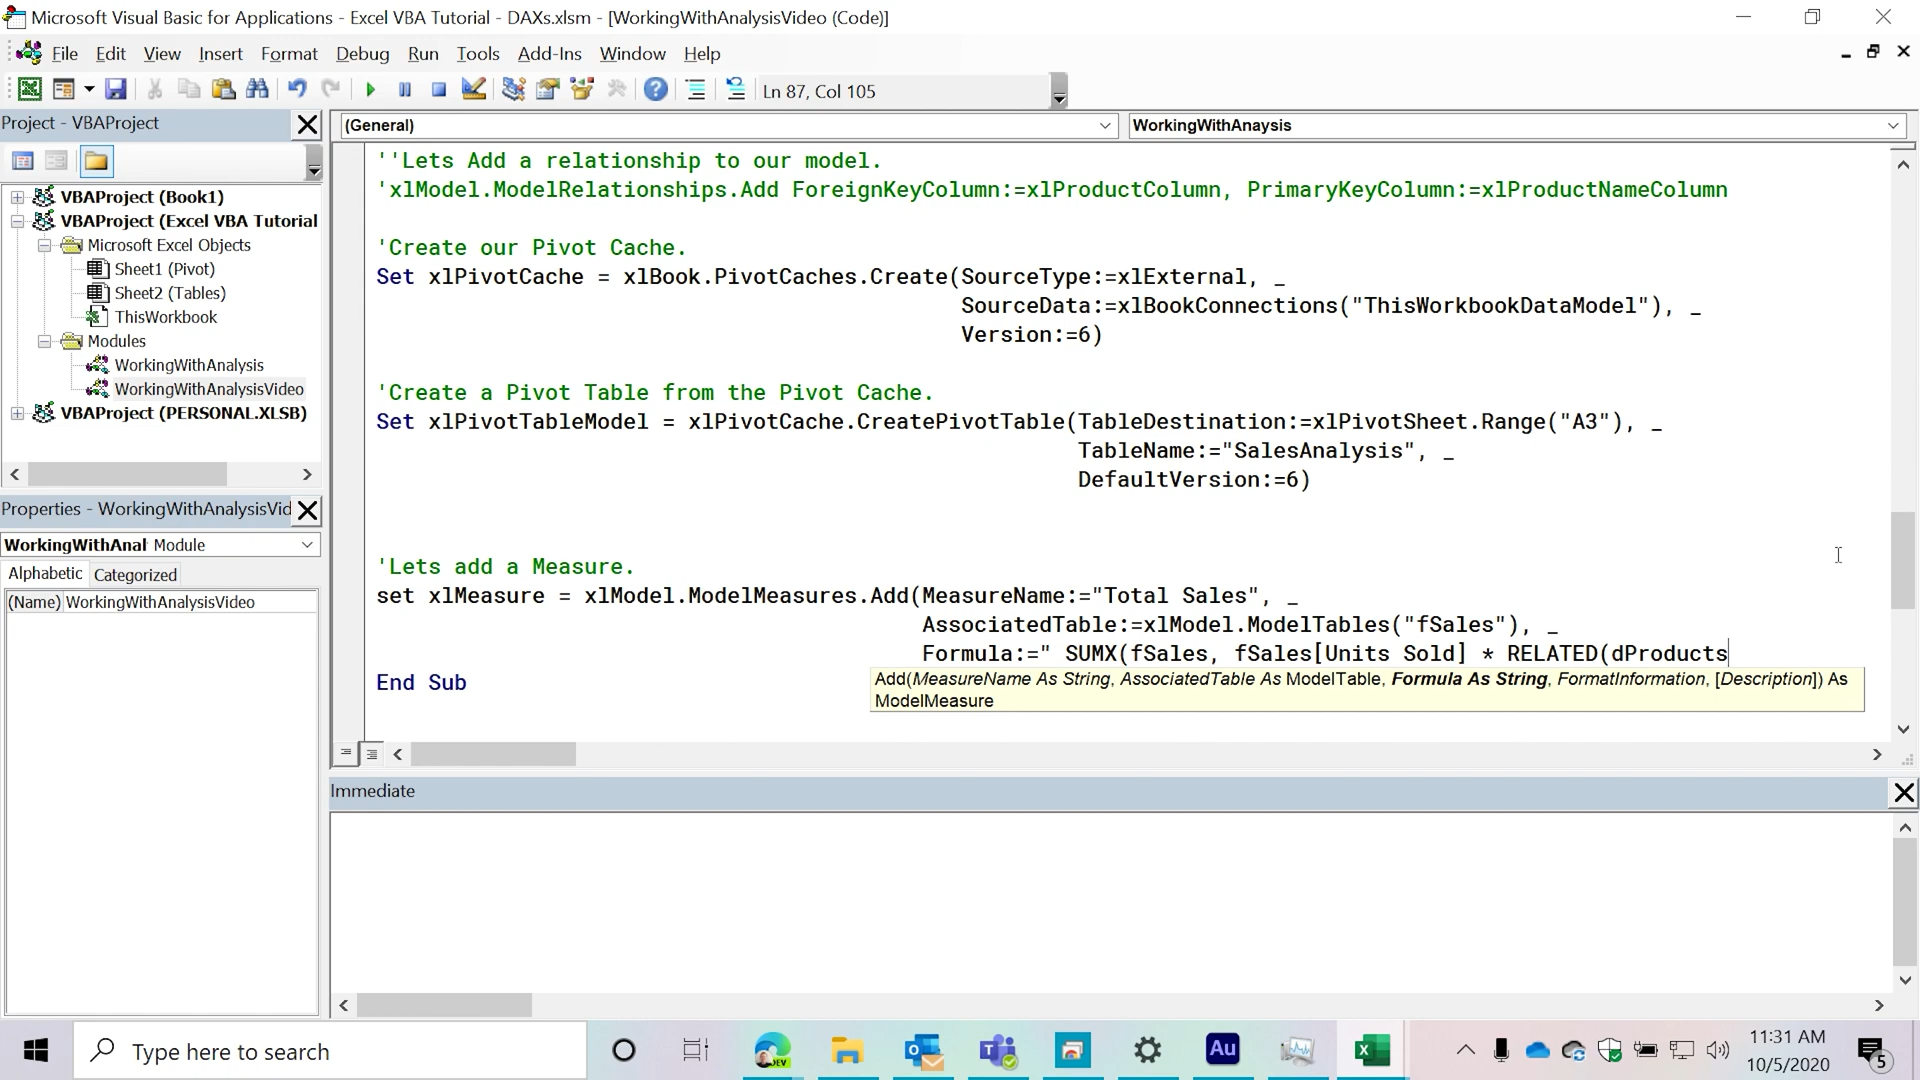 Microsoft Visual Basic for Applications - Excel VBA Tutorial - DAXs.xlsm - [WorkingWithAnalysisVideo (Code)]
File Edit View Insert Format Debug Run Tools Add-Ins Window Help
Ln 87, Col 105
Project - VBAProject
(General)
WorkingWithAnaysis
VBAProject (Book1)
VBAProject (Excel VBA Tutorial
Microsoft Excel Objects
Sheet1 (Pivot)
Sheet2 (Tables)
ThisWorkbook
Modules
WorkingWithAnalysis
WorkingWithAnalysisVideo
VBAProject (PERSONAL.XLSB)
Properties - WorkingWithAnalysisVid
WorkingWithAnal Module
Alphabetic Categorized
(Name) WorkingWithAnalysisVideo
''Lets Add a relationship to our model.
'xlModel.ModelRelationships.Add ForeignKeyColumn:=xlProductColumn, PrimaryKeyColumn:=xlProductNameColumn
'Create our Pivot Cache.
Set xlPivotCache = xlBook.PivotCaches.Create(SourceType:=xlExternal, _
SourceData:=xlBookConnections("ThisWorkbookDataModel"), _
Version:=6)
'Create a Pivot Table from the Pivot Cache.
Set xlPivotTableModel = xlPivotCache.CreatePivotTable(TableDestination:=xlPivotSheet.Range("A3"), _
TableName:="SalesAnalysis", _
DefaultVersion:=6)
'Lets add a Measure.
set xlMeasure = xlModel.ModelMeasures.Add(MeasureName:="Total Sales", _
AssociatedTable:=xlModel.ModelTables("fSales"), _
Formula:=" SUMX(fSales, fSales[Units Sold] * RELATED(dProducts
End Sub
Add(MeasureName As String, AssociatedTable As ModelTable, Formula As String, FormatInformation, [Description]) As
ModelMeasure
Immediate
Type here to search
DEV
Au
11:31 AM
10/5/2020
5